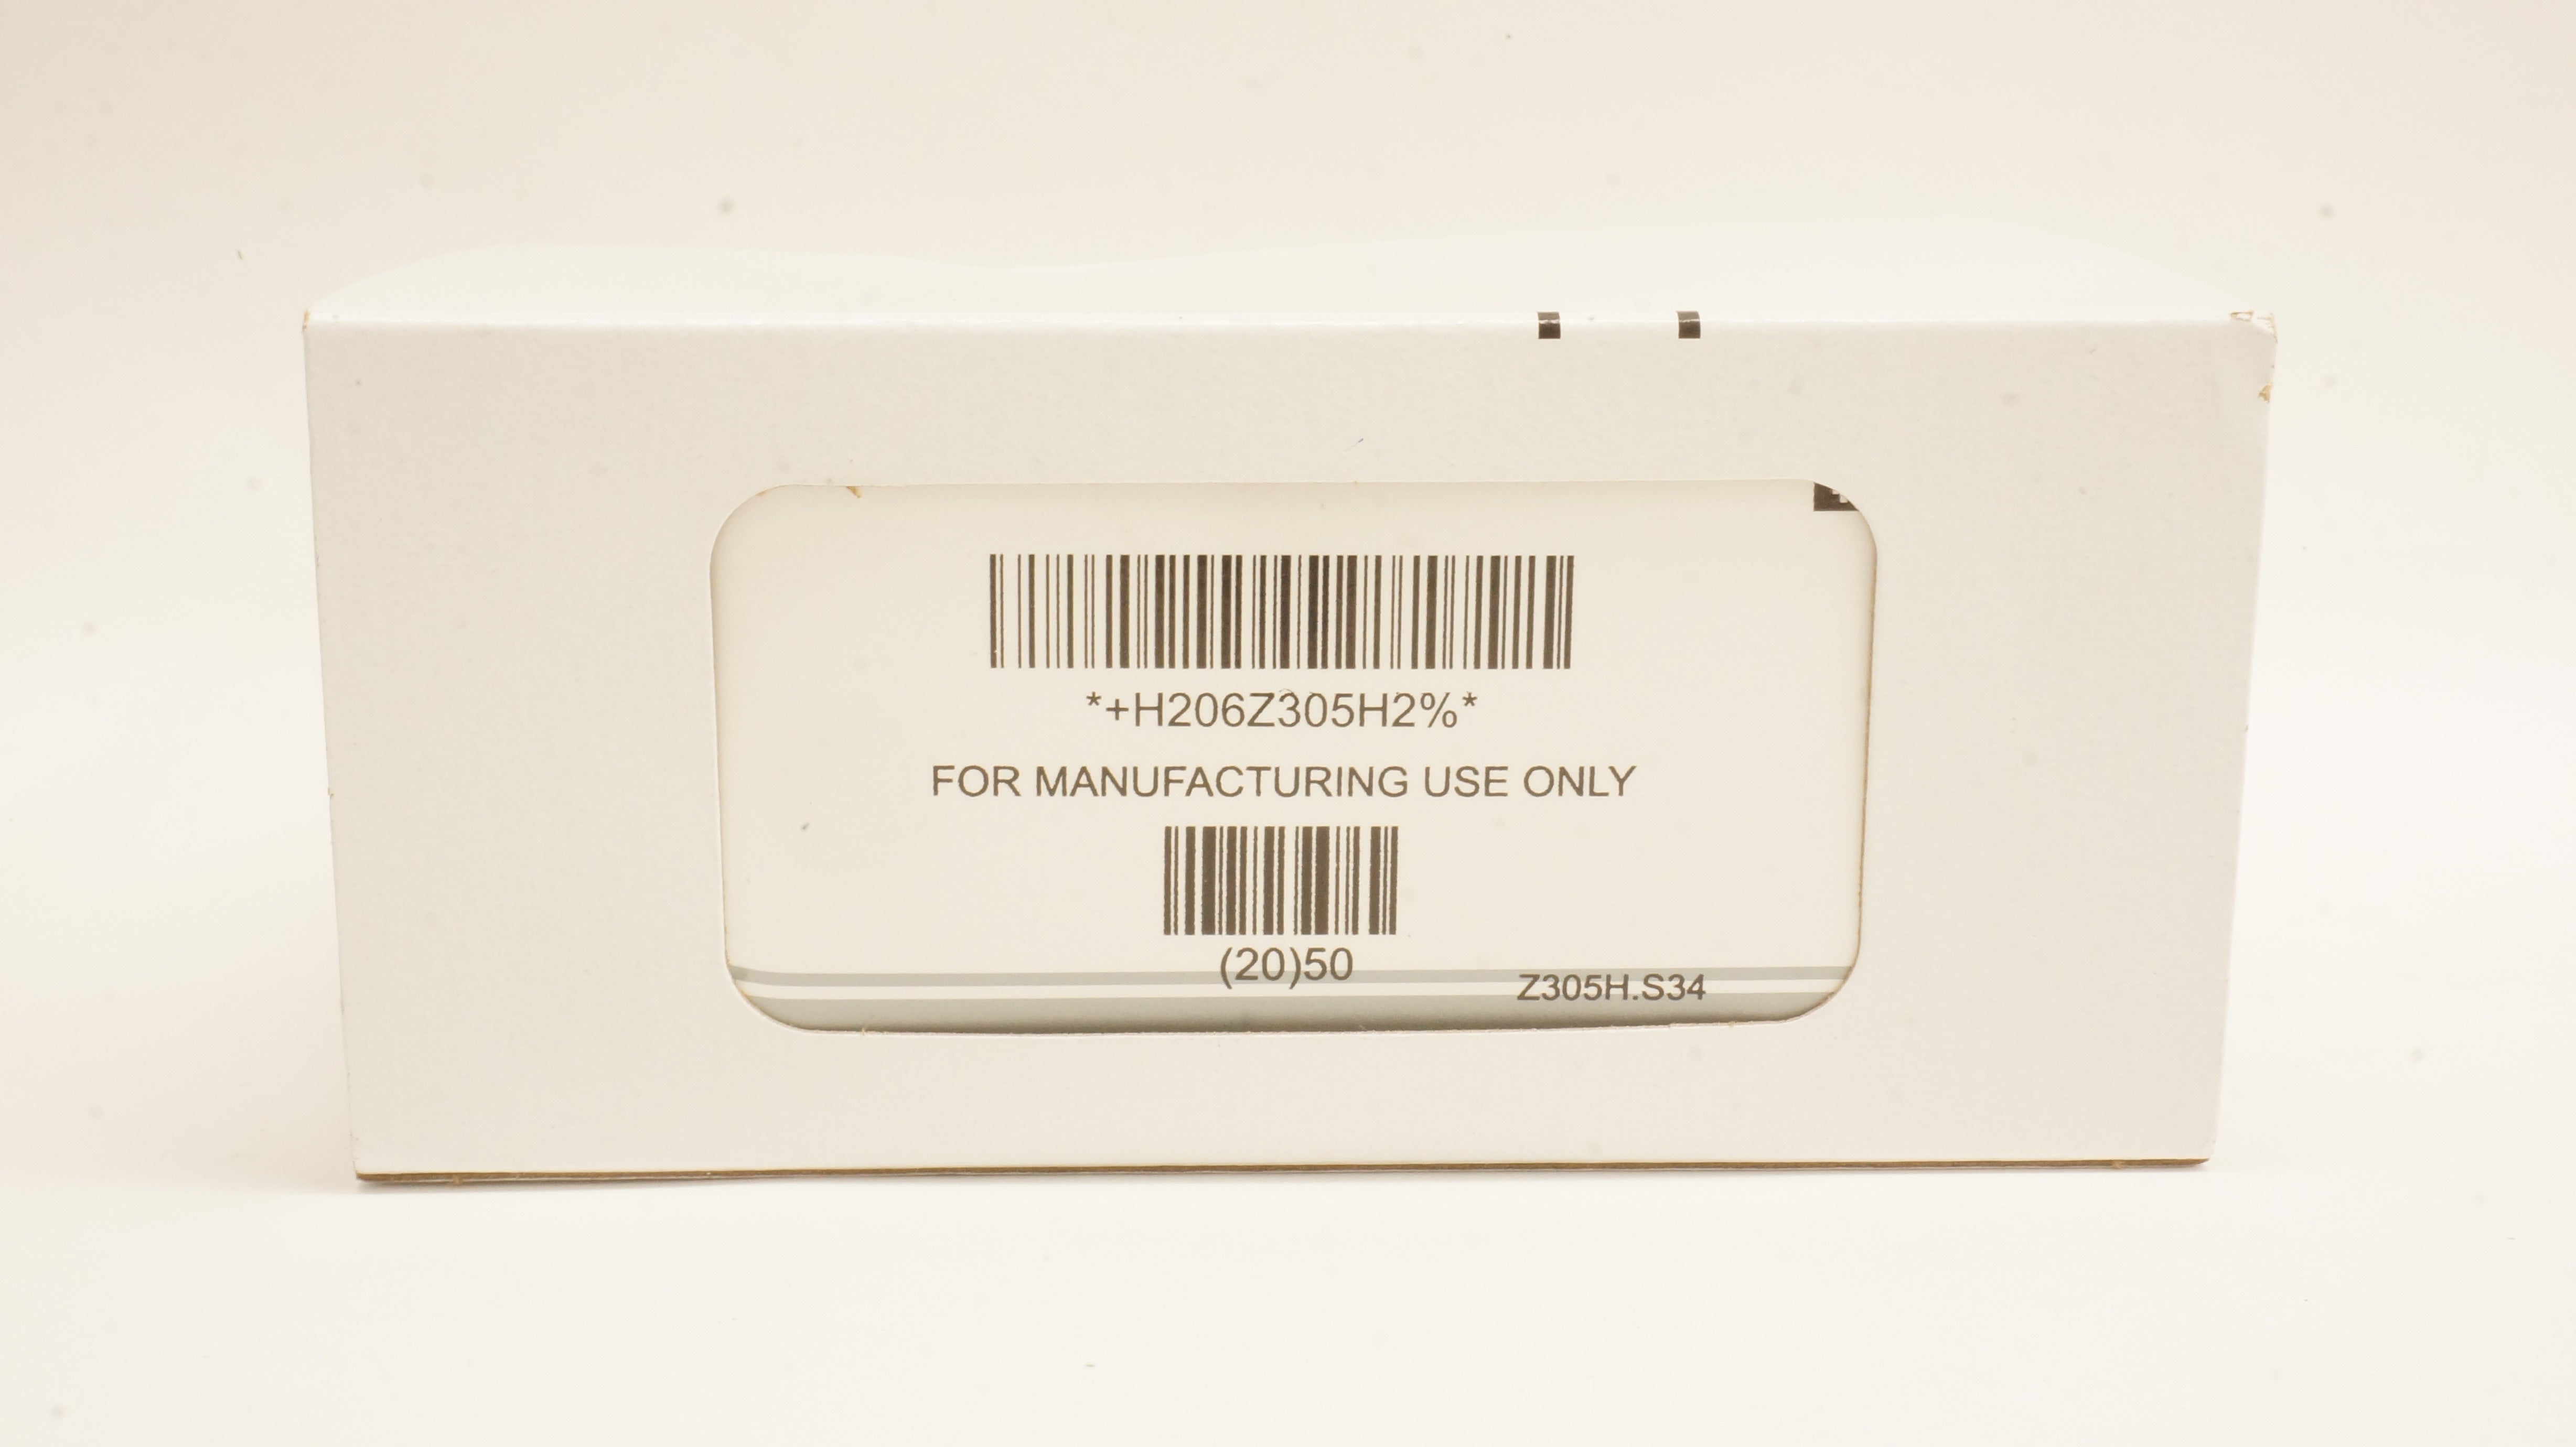 *+H206Z305H2%*
FOR MANUFACTURING USE ONLY
(20)50
Z305H.S34